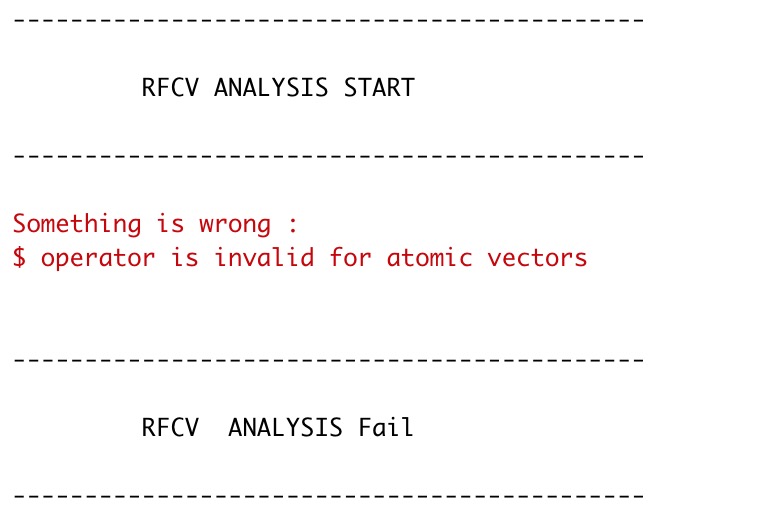 --------------------------------------------
RFCV ANALYSIS START
--------------------------------------------
Something is wrong :
$ operator is invalid for atomic vectors
--------------------------------------------
RFCV  ANALYSIS Fail
--------------------------------------------